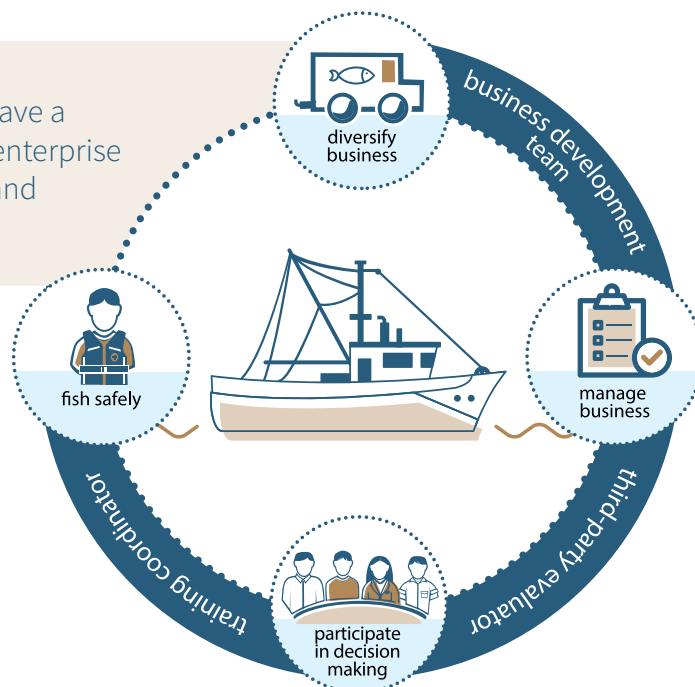 ave a
enterprise
and
diversify
business
business development
team
fish safely
manage
business
training coordinator
third-party evaluator
participate
in decision
making